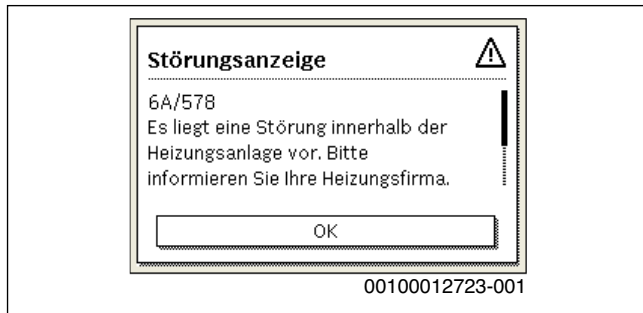 Störungsanzeige
6A/578
Es liegt eine Störung innerhalb der
Heizungsanlage vor. Bitte
informieren Sie Ihre Heizungsfirma.
OK
00100012723-001